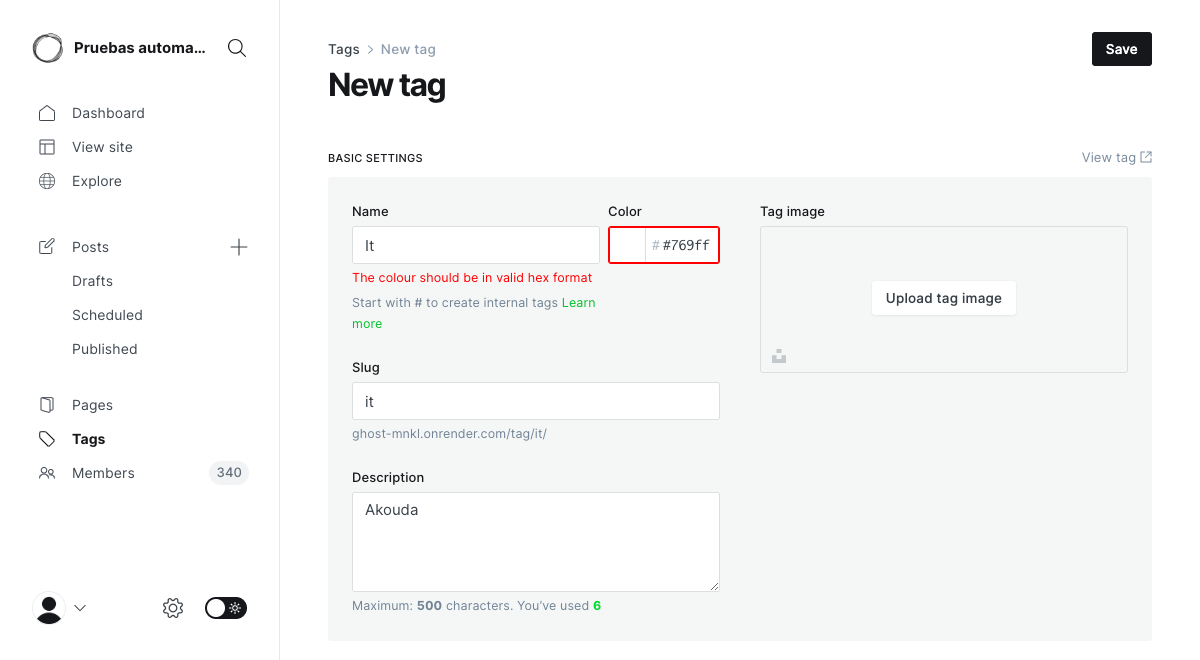 Pruebas automa...
Dashboard
View site
Explore
Posts
Drafts
Scheduled
Published
Pages
Tags
Members 340
Tags > New tag
Save
New tag
BASIC SETTINGS
View tag
Name
It
The colour should be in valid hex format
Start with # to create internal tags Learn
more
Color
# #769ff
Slug
it
ghost-mnkl.onrender.com/tag/it/
Description
Akouda
Maximum: 500 characters. You've used 6
Tag image
Upload tag image